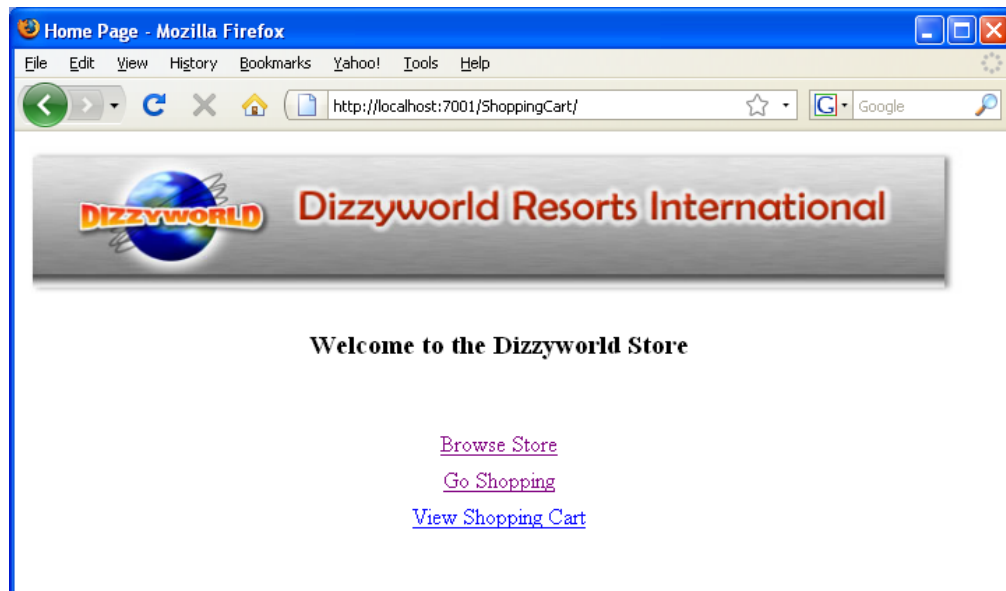 Home Page - Mozilla Firefox
File Edit View History Bookmarks Yahoo! Tools Help
http://localhost:7001/ShoppingCart/ G Google
DIZZYWORLD Dizzyworld Resorts International
Welcome to the Dizzyworld Store
Browse Store
Go Shopping
View Shopping Cart